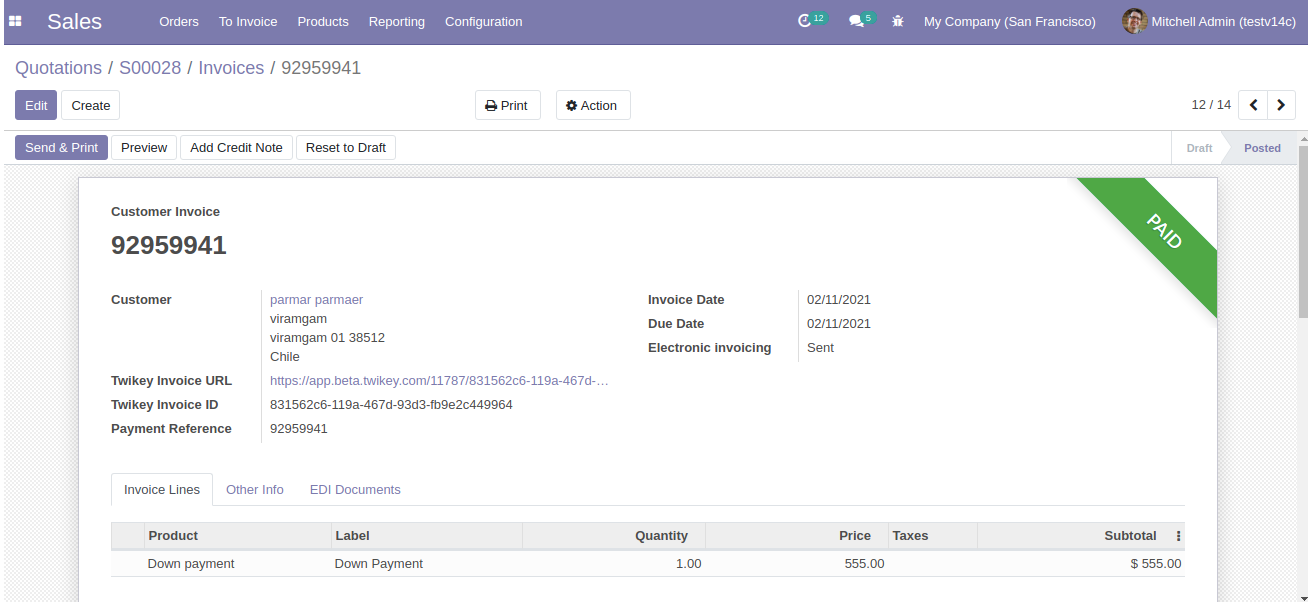 Sales Orders To Invoice Products Reporting Configuration 12 5 My Company (San Francisco) Mitchell Admin (testv14c)
Quotations / S00028 / Invoices / 92959941
Edit Create Print Action 12 / 14
Send & Print Preview Add Credit Note Reset to Draft Draft Posted
PAID
Customer Invoice
92959941
Customer parmar parmaer Invoice Date 02/11/2021
viramgam
Due Date 02/11/2021
viramgam 01 38512
Electronic invoicing Sent
Chile
Twikey Invoice URL https://app.beta.twikey.com/11787/831562c6-119a-467d-…
Twikey Invoice ID 831562c6-119a-467d-93d3-fb9e2c449964
Payment Reference 92959941
Invoice Lines Other Info EDI Documents
Product Label Quantity Price Taxes Subtotal
Down payment Down Payment 1.00 555.00 $ 555.00